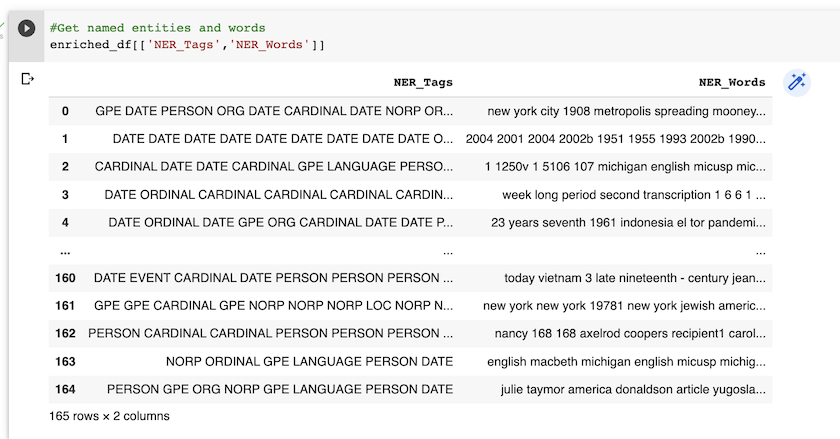 #Get named entities and words
enriched_df[['NER_Tags','NER_Words']]
NER_Tags NER_Words
0 GPE DATE PERSON ORG DATE CARDINAL DATE NORP OR... new york city 1908 metropolis spreading mooney...
1 DATE DATE DATE DATE DATE DATE DATE DATE DATE O... 2004 2001 2004 2002b 1951 1955 1993 2002b 1990...
2 CARDINAL DATE DATE CARDINAL GPE LANGUAGE PERSO... 1 1250v 1 5106 107 michigan english micusp mic...
3 DATE ORDINAL CARDINAL CARDINAL CARDINAL CARDIN... week long period second transcription 1 6 6 1 ...
4 DATE ORDINAL DATE GPE ORG CARDINAL DATE DATE P... 23 years seventh 1961 indonesia el tor pandemi...
... ... ...
160 DATE EVENT CARDINAL DATE PERSON PERSON PERSON ... today vietnam 3 late nineteenth - century jean...
161 GPE GPE CARDINAL GPE NORP NORP NORP LOC NORP N... new york new york 19781 new york jewish americ...
162 PERSON CARDINAL CARDINAL PERSON PERSON PERSON ... nancy 168 168 axelrod coopers recipient1 carol...
163 NORP ORDINAL GPE LANGUAGE PERSON DATE english macbeth michigan english micusp michig...
164 PERSON GPE ORG NORP GPE LANGUAGE PERSON DATE julie taymor america donaldson article yugosla...
165 rows × 2 columns